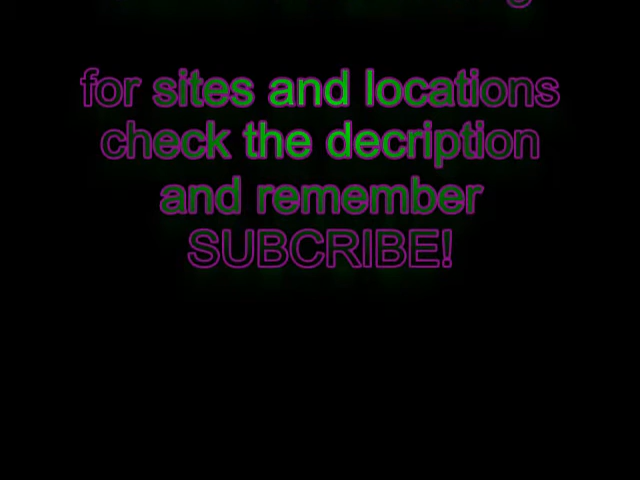 for sites and locations
check the decription
and remember
SUBCRIBE!